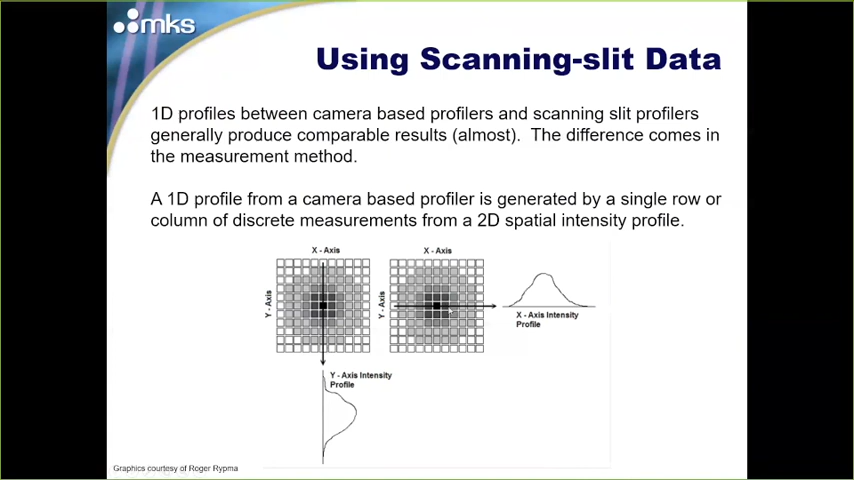 mks
Using Scanning-slit Data
1D profiles between camera based profilers and scanning slit profilers
generally produce comparable results (almost). The difference comes in
the measurement method.
A 1D profile from a camera based profiler is generated by a single row or
column of discrete measurements from a 2D spatial intensity profile.
X - Axis
X - Axis
Y - Axis
Y - Axis
X - Axis Intensity
Profile
Y - Axis Intensity
Profile
Graphics courtesy of Roger Rypma